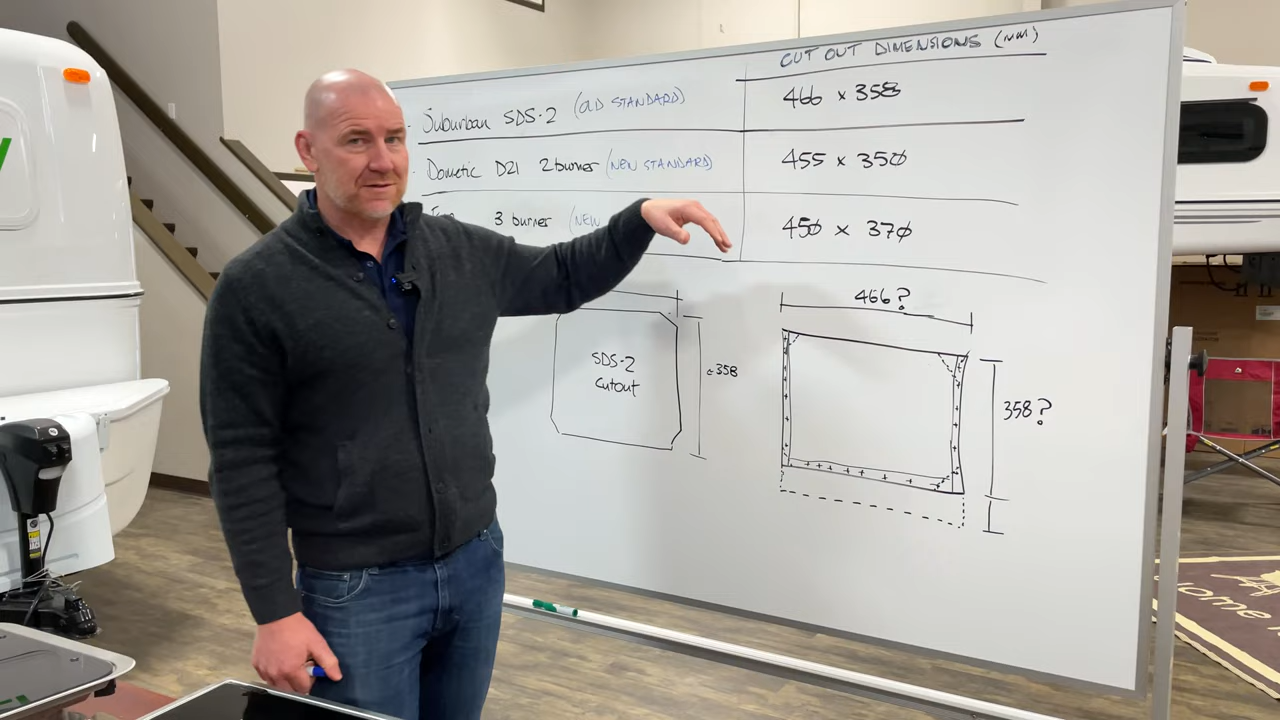 CUT OUT DIMENSIONS (MM)
Suburban SDS-2 (OLD STANDARD) 466 x 358
Dometic D21 2 burner (NEW STANDARD) 455 x 350
3 burner (NEW 450 x 370
466?
SDS-2
Cutout
358
358?